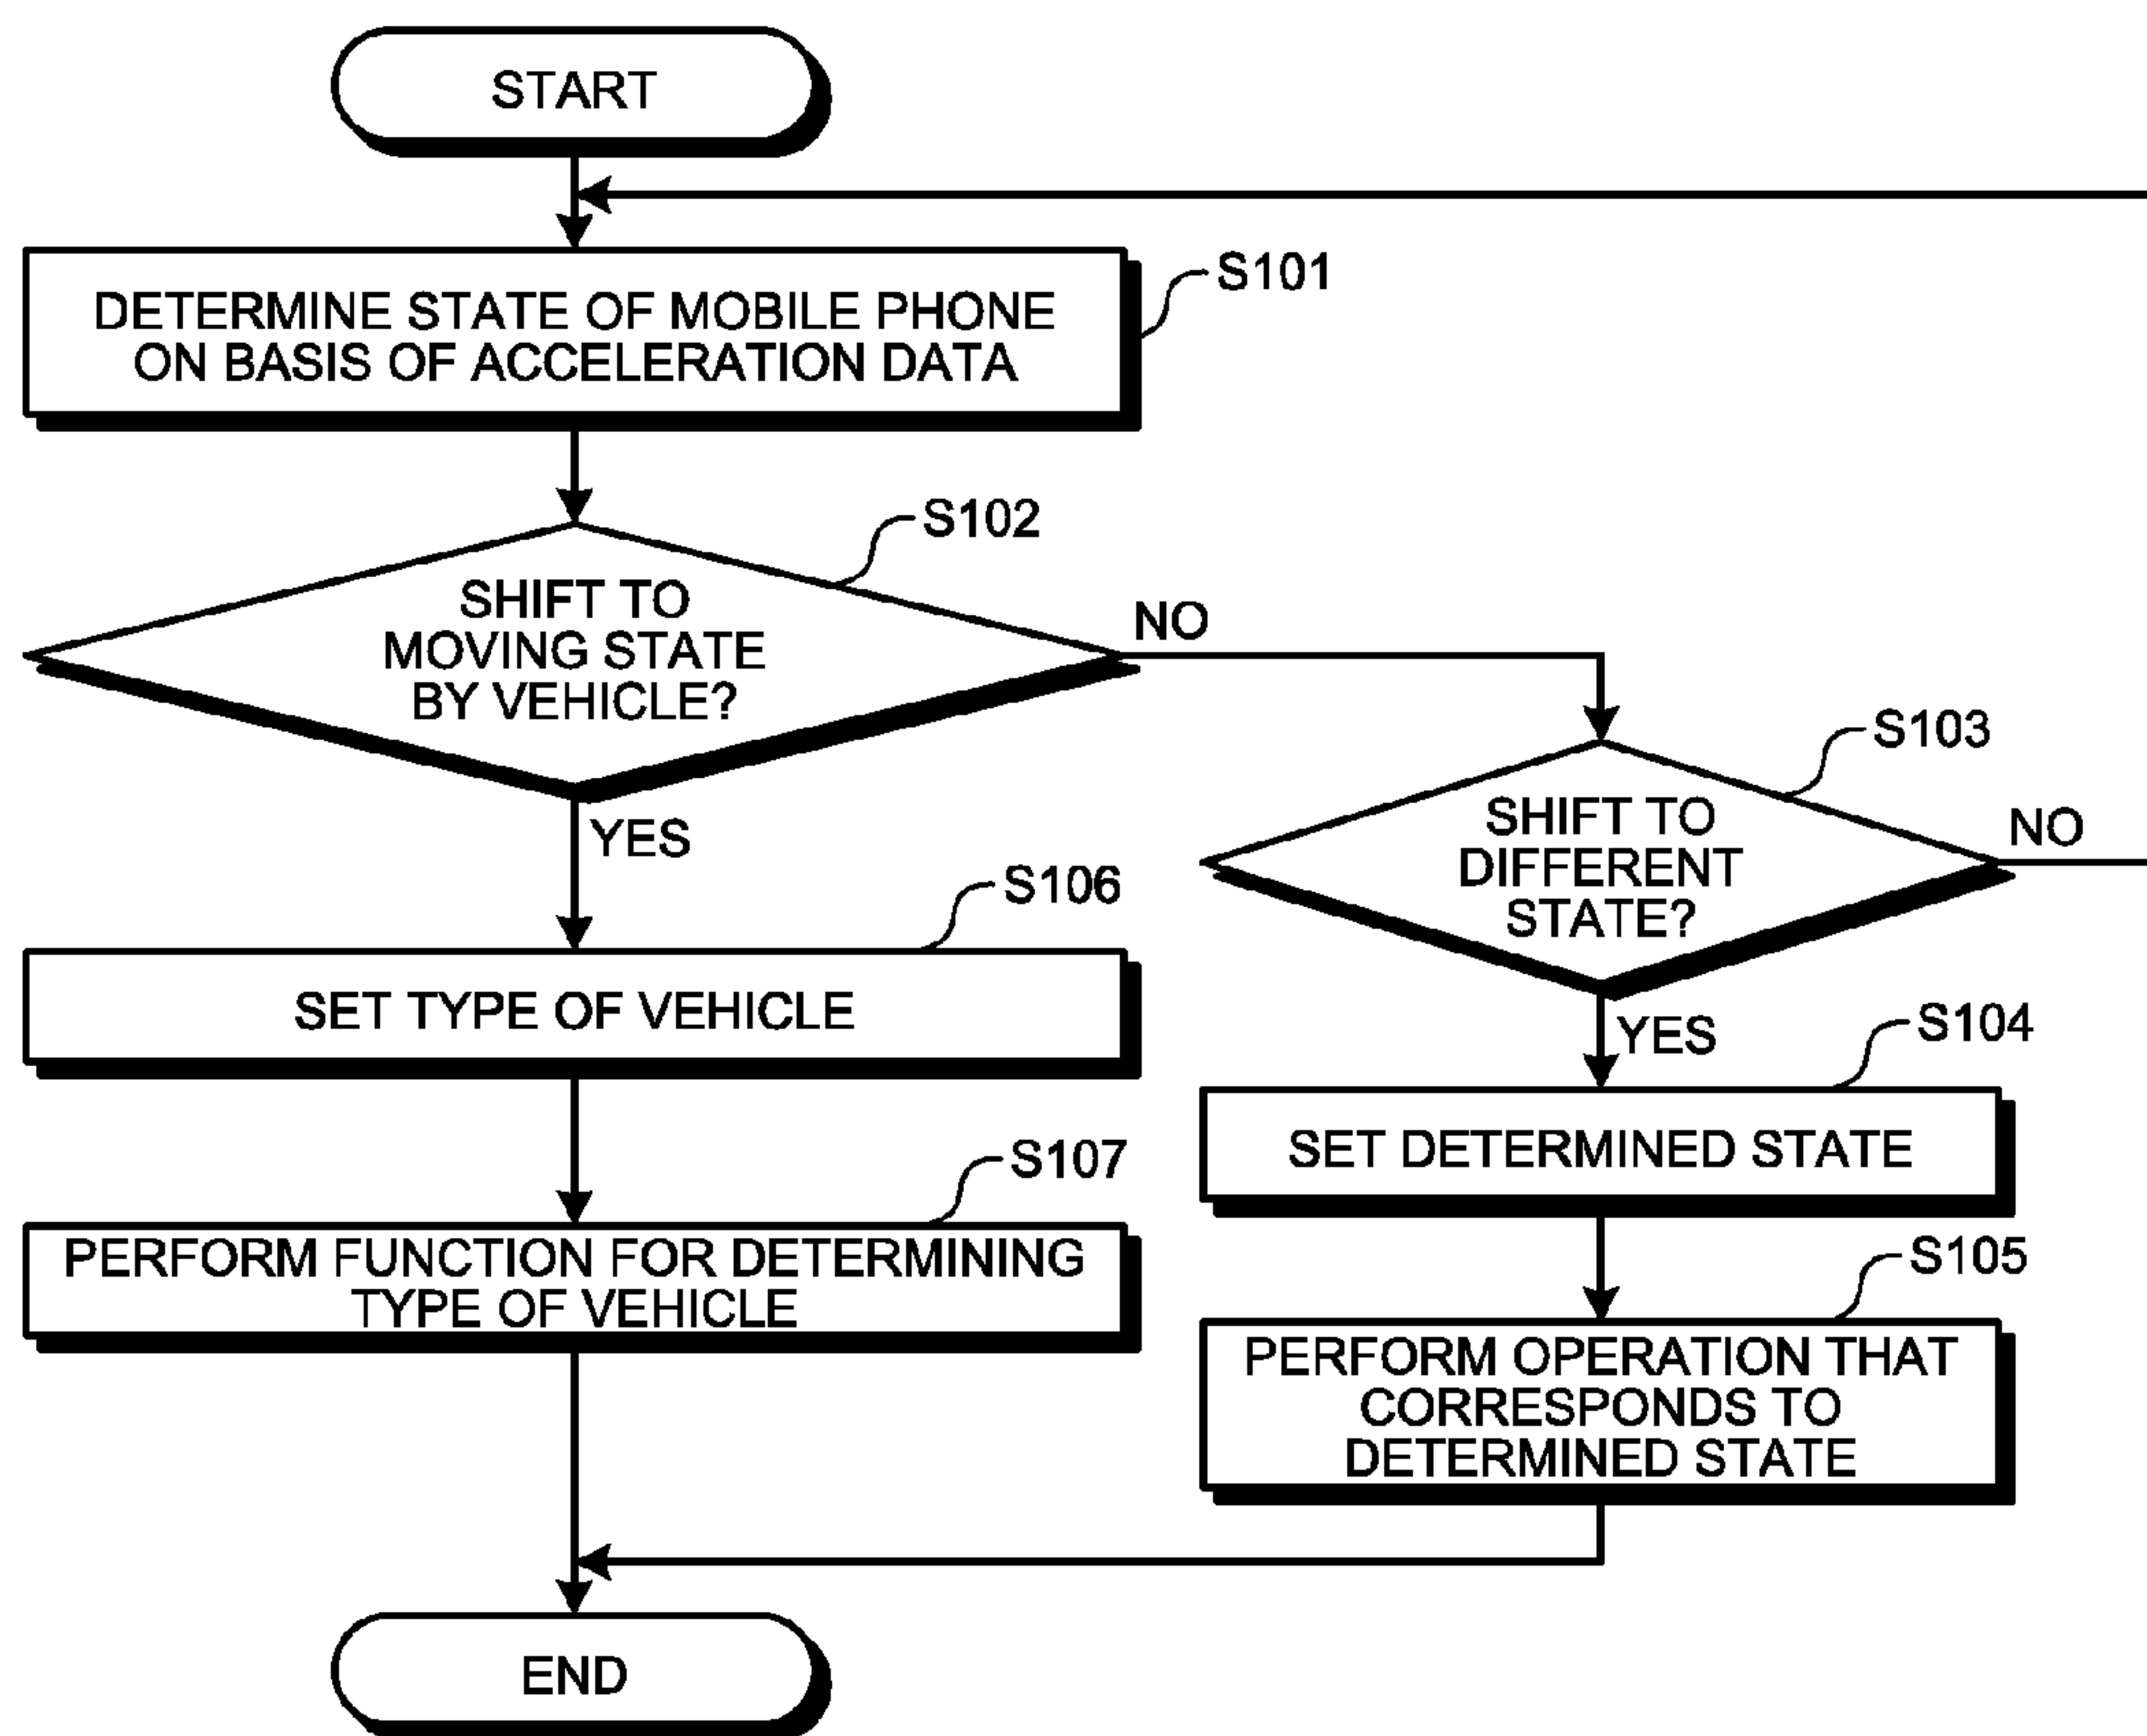 START
DETERMINE STATE OF MOBILE PHONE
ON BASIS OF ACCELERATION DATA
S101
SHIFT TO
MOVING STATE
BY VEHICLE?
S102
NO
YES
SHIFT TO
DIFFERENT
STATE?
S103
NO
YES
SET DETERMINED STATE
S104
PERFORM OPERATION THAT
CORRESPONDS TO
DETERMINED STATE
S105
SET TYPE OF VEHICLE
S106
PERFORM FUNCTION FOR DETERMINING
TYPE OF VEHICLE
S107
END